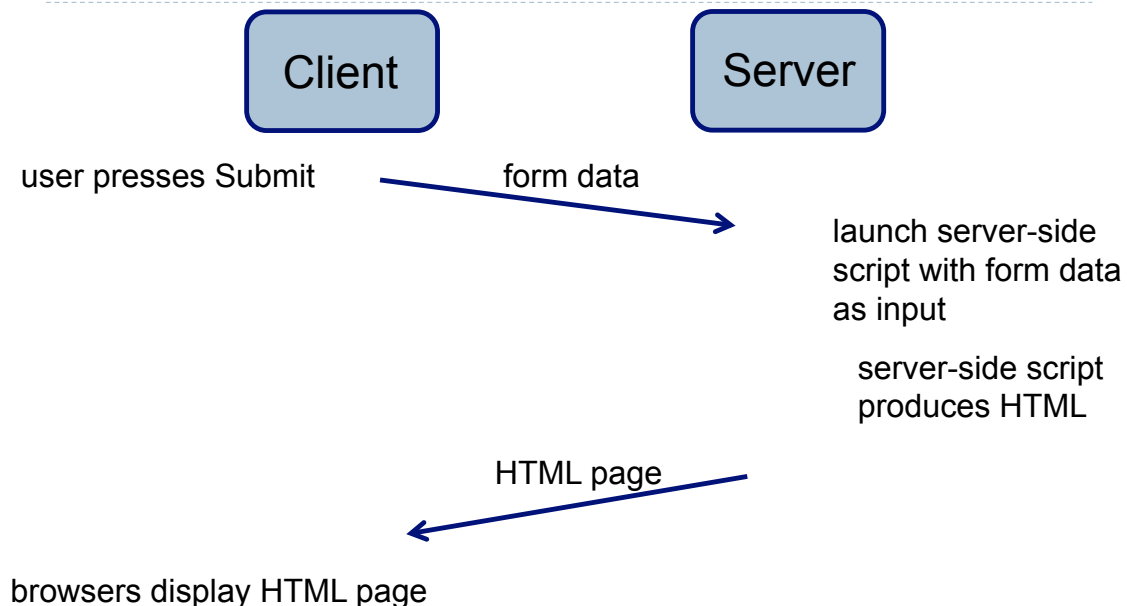 Client
Server
user presses Submit
form data
launch server-side
script with form data
as input
server-side script
produces HTML
HTML page
browsers display HTML page